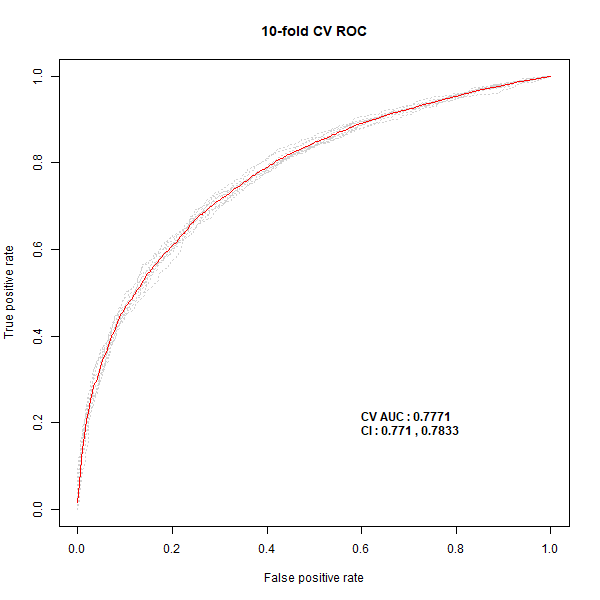 10-fold CV ROC
True positive rate
1.0
0.8
0.6
0.4
0.2
0.0
CV AUC : 0.7771
CI : 0.771 , 0.7833
0.0 0.2 0.4 0.6 0.8 1.0
False positive rate